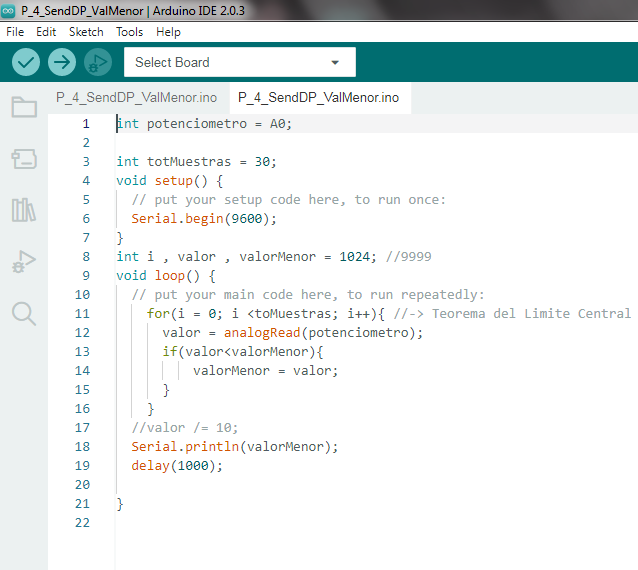 P_4_SendDP_ValMenor | Arduino IDE 2.0.3
File Edit Sketch Tools Help
Select Board
P_4_SendDP_ValMenor.ino P_4_SendDP_ValMenor.ino
1 int potenciometro = A0;
2
3 int totMuestras = 30;
4 void setup() {
5 // put your setup code here, to run once:
6 Serial.begin(9600);
7 }
8 int i , valor , valorMenor = 1024; //9999
9 void loop() {
10 // put your main code here, to run repeatedly:
11 for(i = 0; i <toMuestras; i++){ //-> Teorema del Limite Central
12 valor = analogRead(potenciometro);
13 if(valor<valorMenor){
14 valorMenor = valor;
15 }
16 }
17 //valor /= 10;
18 Serial.println(valorMenor);
19 delay(1000);
20
21 }
22